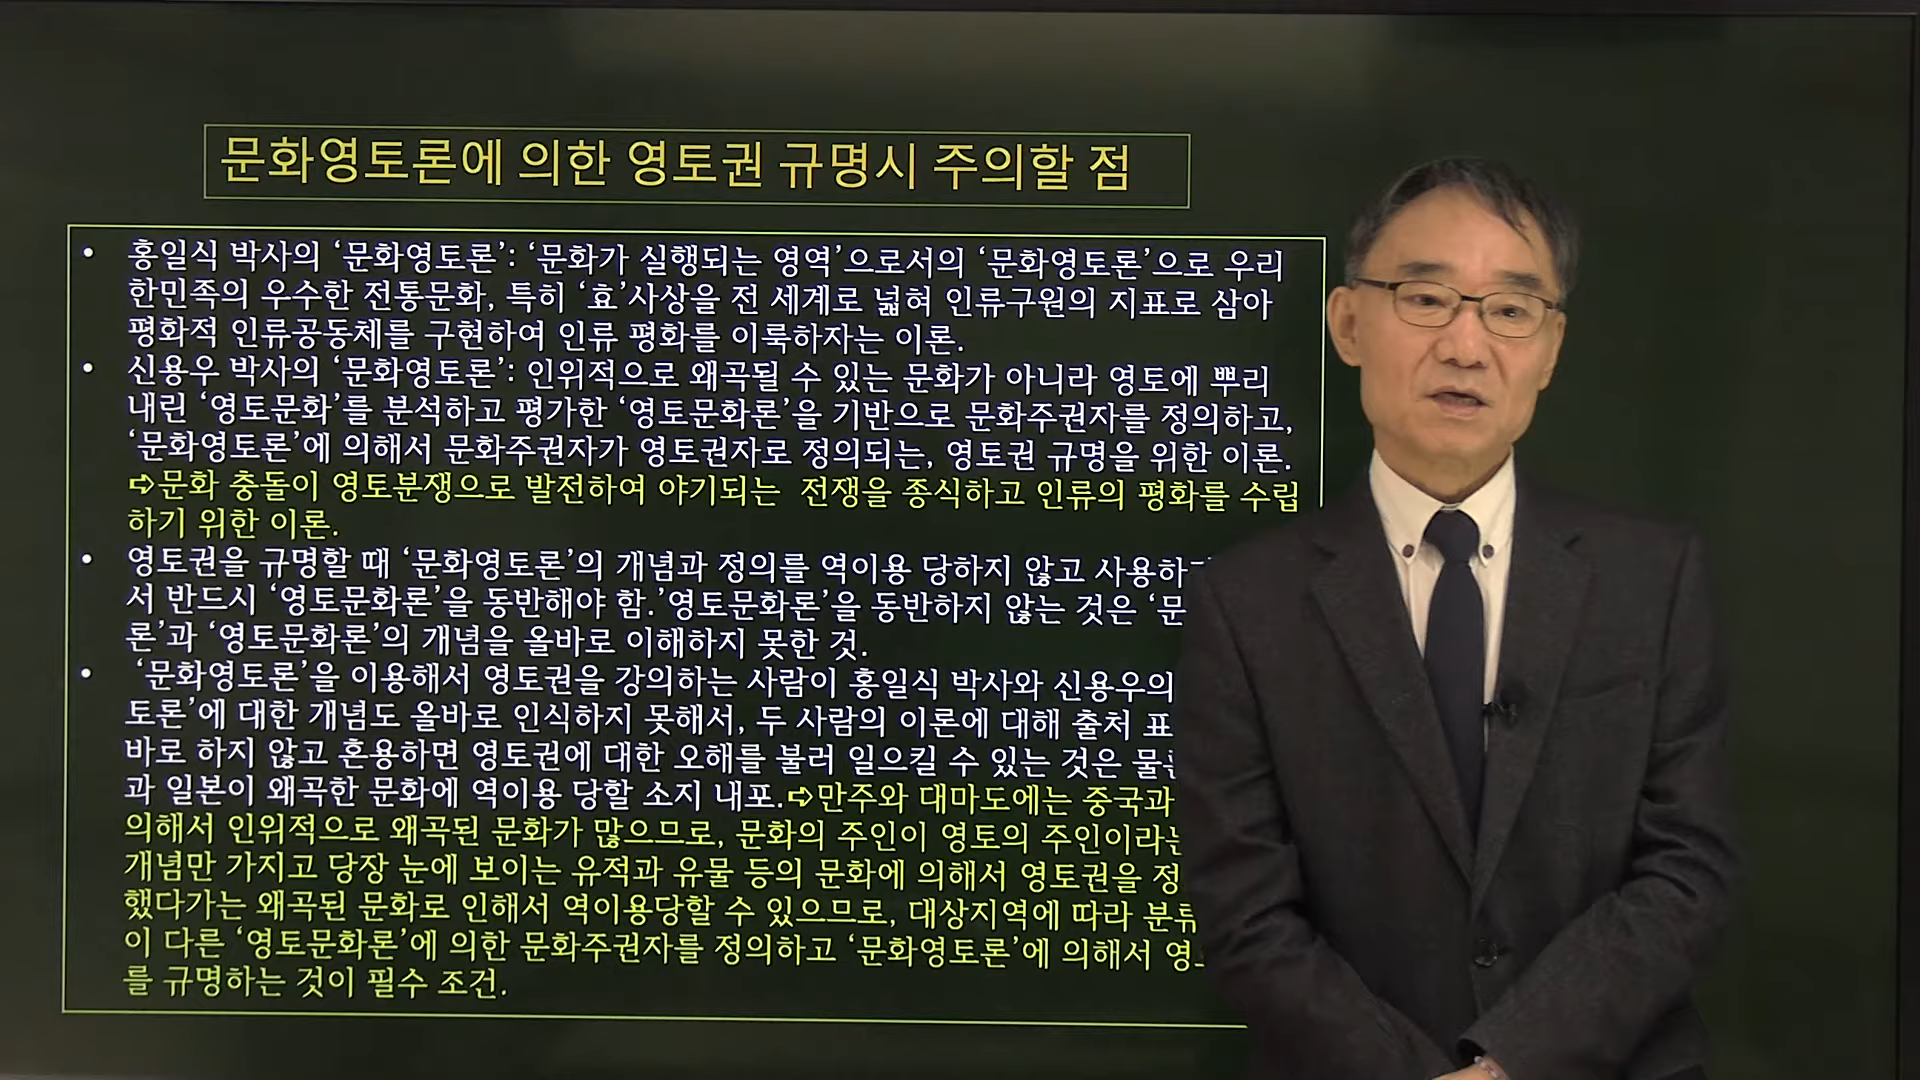 문화영토론에 의한 영토권 규명시 주의할 점
• 홍일식 박사의 ‘문화영토론’: ‘문화가 실행되는 영역’으로서의 ‘문화영토론’으로 우리
한민족의 우수한 전통문화, 특히 ‘효’사상을 전 세계로 넓혀 인류구원의 지표로 삼아
평화적 인류공동체를 구현하여 인류 평화를 이룩하자는 이론.
• 신용우 박사의 ‘문화영토론’: 인위적으로 왜곡될 수 있는 문화가 아니라 영토에 뿌리
내린 ‘영토문화’를 분석하고 평가한 ‘영토문화론’을 기반으로 문화주권자를 정의하고,
‘문화영토론’에 의해서 문화주권자가 영토권자로 정의되는, 영토권 규명을 위한 이론.
➩문화 충돌이 영토분쟁으로 발전하여 야기되는 전쟁을 종식하고 인류의 평화를 수립
하기 위한 이론.
• 영토권을 규명할 때 ‘문화영토론’의 개념과 정의를 역이용 당하지 않고 사용하
서 반드시 ‘영토문화론’을 동반해야 함.’영토문화론’을 동반하지 않는 것은 ‘문
론’과 ‘영토문화론’의 개념을 올바로 이해하지 못한 것.
• ‘문화영토론’을 이용해서 영토권을 강의하는 사람이 홍일식 박사와 신용우의
토론’에 대한 개념도 올바로 인식하지 못해서, 두 사람의 이론에 대해 출처 표
바로 하지 않고 혼용하면 영토권에 대한 오해를 불러 일으킬 수 있는 것은 물
과 일본이 왜곡한 문화에 역이용 당할 소지 내포.➩만주와 대마도에는 중국과
의해서 인위적으로 왜곡된 문화가 많으므로, 문화의 주인이 영토의 주인이라는
개념만 가지고 당장 눈에 보이는 유적과 유물 등의 문화에 의해서 영토권을 정
했다가는 왜곡된 문화로 인해서 역이용당할 수 있으므로, 대상지역에 따라 분류
이 다른 ‘영토문화론’에 의한 문화주권자를 정의하고 ‘문화영토론’에 의해서 영
를 규명하는 것이 필수 조건.